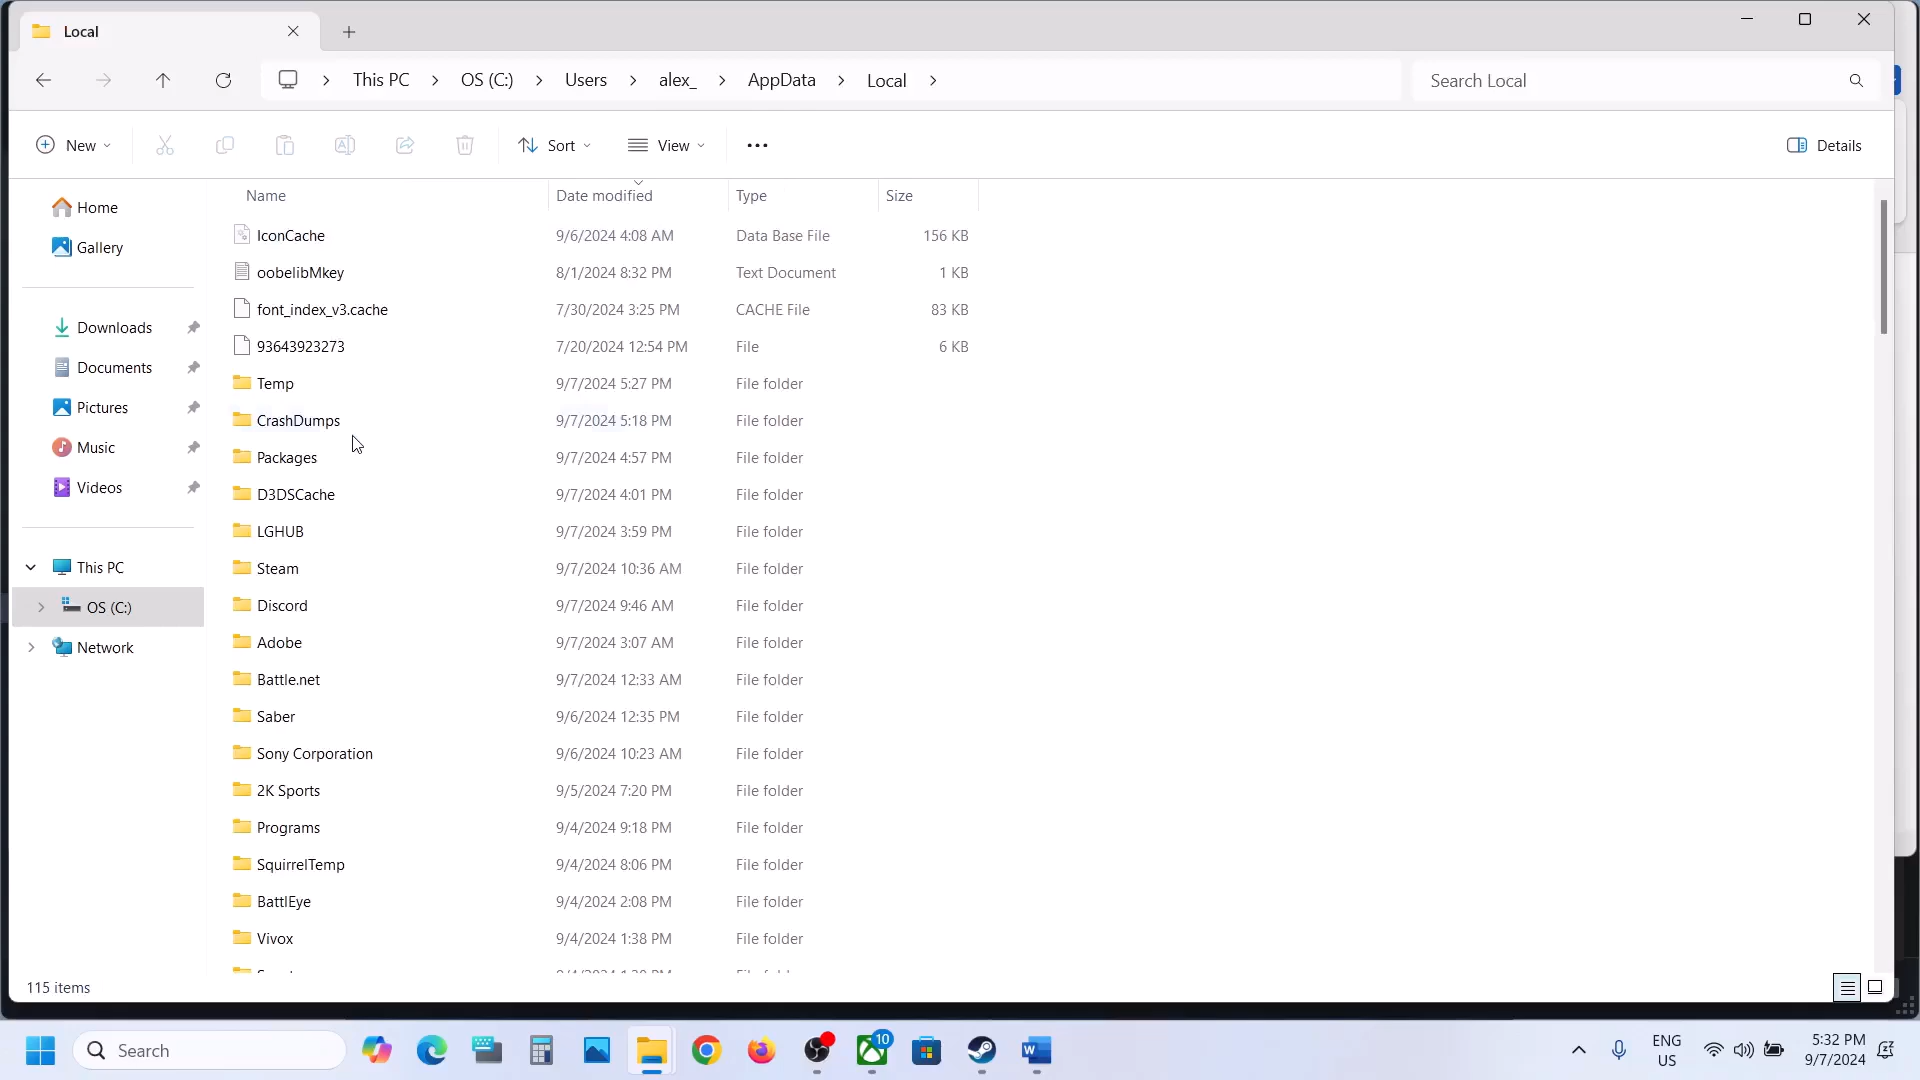 Local
This PC
OS (C:)
Users
alex_
AppData
Local
Search Local
New
Sort
View
Details
Name
Date modified
Type
Size
Home
Gallery
Downloads
Documents
Pictures
Music
Videos
This PC
OS (C:)
Network
IconCache 9/6/2024 4:08 AM Data Base File 156 KB
oobelibMkey 8/1/2024 8:32 PM Text Document 1 KB
font_index_v3.cache 7/30/2024 3:25 PM CACHE File 83 KB
93643923273 7/20/2024 12:54 PM File 6 KB
Temp 9/7/2024 5:27 PM File folder
CrashDumps 9/7/2024 5:18 PM File folder
Packages 9/7/2024 4:57 PM File folder
D3DSCache 9/7/2024 4:01 PM File folder
LGHUB 9/7/2024 3:59 PM File folder
Steam 9/7/2024 10:36 AM File folder
Discord 9/7/2024 9:46 AM File folder
Adobe 9/7/2024 3:07 AM File folder
Battle.net 9/7/2024 12:33 AM File folder
Saber 9/6/2024 12:35 PM File folder
Sony Corporation 9/6/2024 10:23 AM File folder
2K Sports 9/5/2024 7:20 PM File folder
Programs 9/4/2024 9:18 PM File folder
SquirrelTemp 9/4/2024 8:06 PM File folder
BattlEye 9/4/2024 2:08 PM File folder
Vivox 9/4/2024 1:38 PM File folder
115 items
Search
10
ENG
US
5:32 PM
9/7/2024